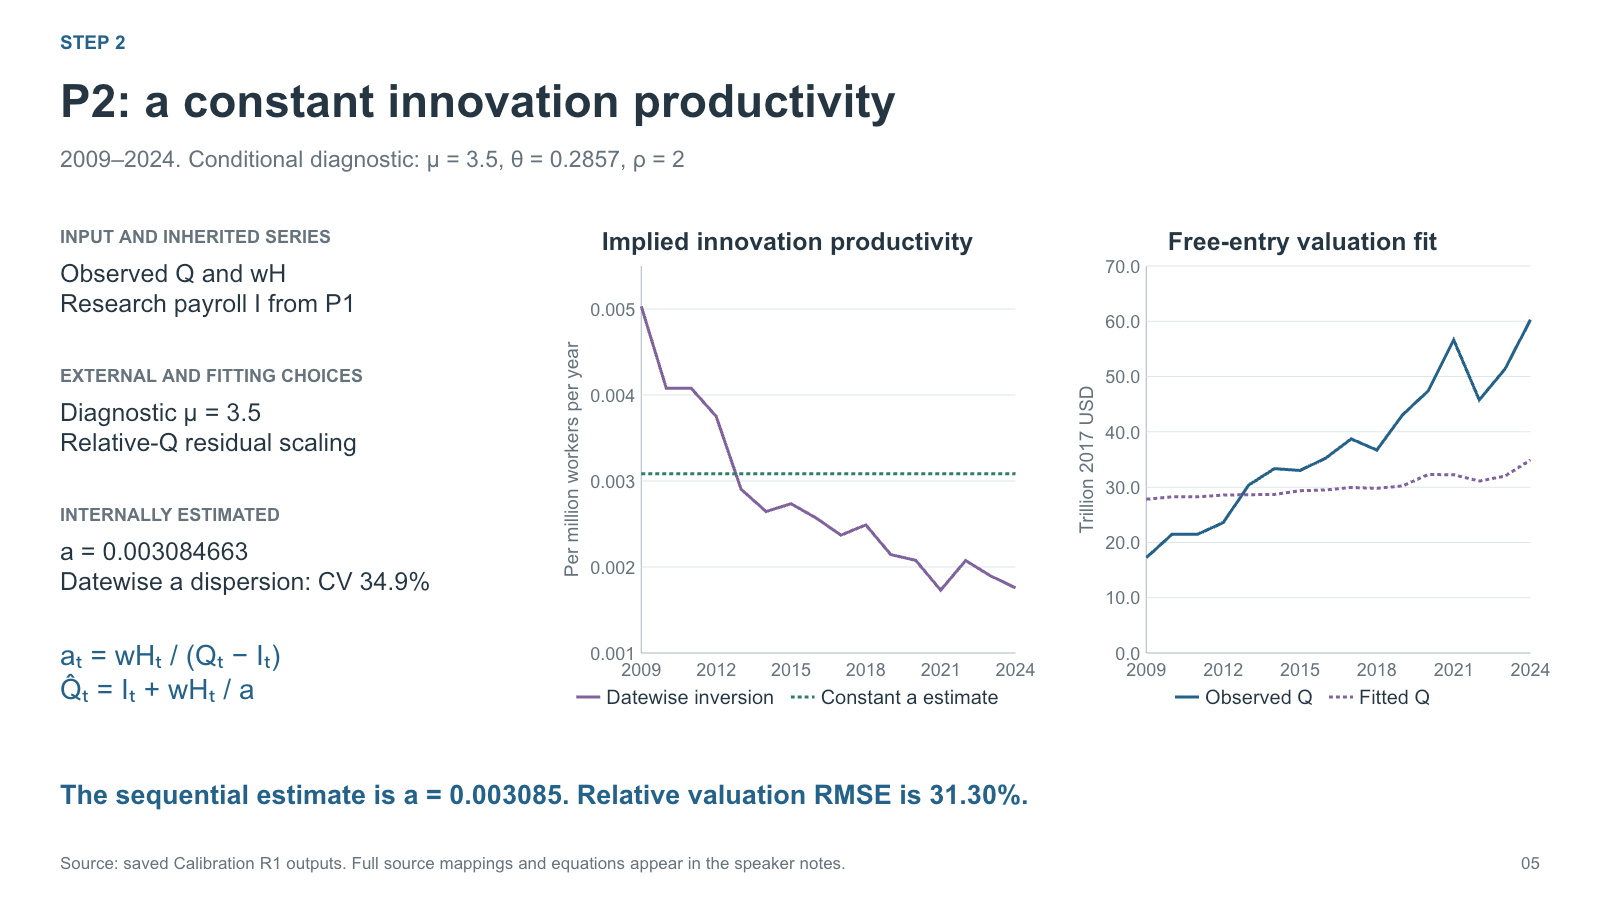 STEP 2
P2: a constant innovation productivity
2009–2024. Conditional diagnostic: μ = 3.5, θ = 0.2857, ρ = 2
INPUT AND INHERITED SERIES
Observed Q and wH
Research payroll I from P1
EXTERNAL AND FITTING CHOICES
Diagnostic μ = 3.5
Relative-Q residual scaling
INTERNALLY ESTIMATED
a = 0.003084663
Datewise a dispersion: CV 34.9%
aₜ = wHₜ / (Qₜ − Iₜ)
Q̂ₜ = Iₜ + wHₜ / a
Implied innovation productivity
Per million workers per year
0.005
0.004
0.003
0.002
0.001
2009 2012 2015 2018 2021 2024
Datewise inversion Constant a estimate
Free-entry valuation fit
Trillion 2017 USD
70.0
60.0
50.0
40.0
30.0
20.0
10.0
0.0
2009 2012 2015 2018 2021 2024
Observed Q Fitted Q
The sequential estimate is a = 0.003085. Relative valuation RMSE is 31.30%.
Source: saved Calibration R1 outputs. Full source mappings and equations appear in the speaker notes.
05